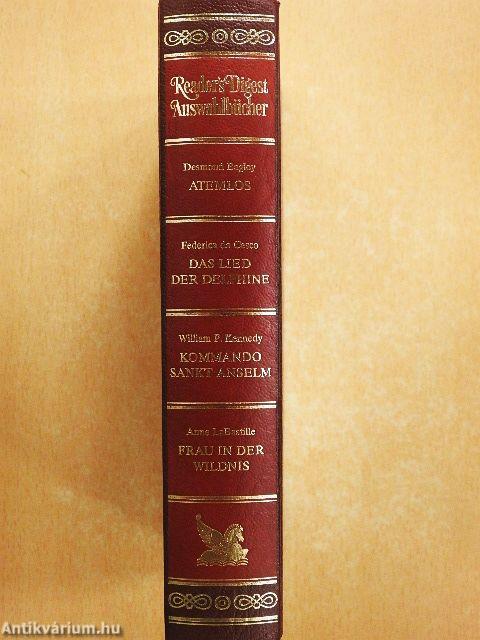 Reader's Digest
Auswahlbücher
Desmond Bagley
ATEMLOS
Federica de Cesco
DAS LIED
DER DELPHINE
William P. Kennedy
KOMMANDO
SANKT ANSELM
Anne LaBastille
FRAU IN DER
WILDNIS
Antikvárium.hu